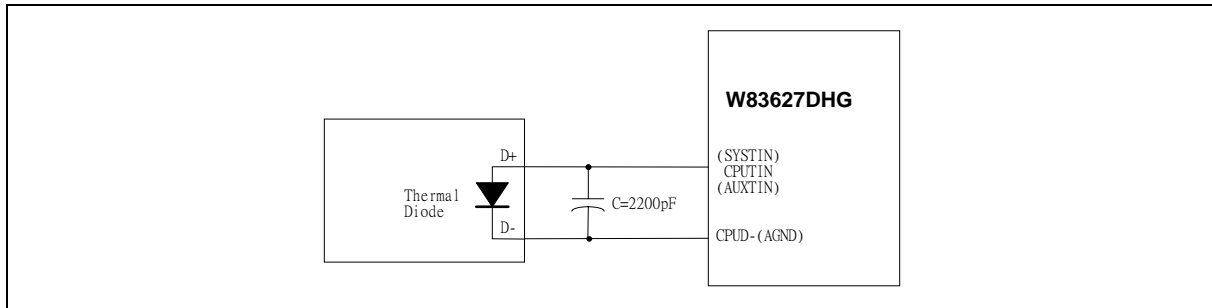 W83627DHG
D+
(SYSTIN)
CPUTIN
(AUXTIN)
Thermal
Diode
C=2200pF
D-
CPUD-(AGND)